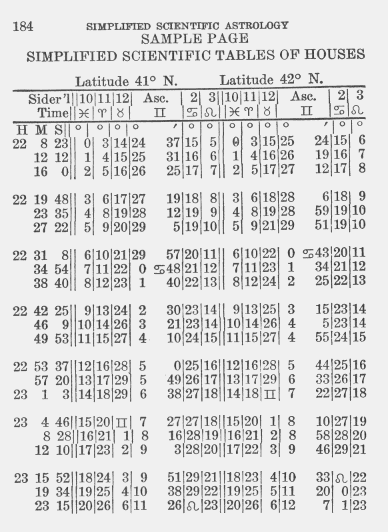 184 SIMPLIFIED SCIENTIFIC ASTROLOGY
SAMPLE PAGE
SIMPLIFIED SCIENTIFIC TABLES OF HOUSES
Latitude 41° N. Latitude 42° N.
Sider'l 10 11 12 Asc. 2 3 10 11 12 Asc. 2 3
Time ♓ ♈ ♉ ♊ ♋ ♌ ♓ ♈ ♉ ♊ ♋ ♌
H M S ° ° ° ° ′ ° ° ° ° ° ° ′ ° °
22 8 23 0 3 14 24 37 15 5 0 3 15 25 24 15 6
12 12 1 4 15 25 31 16 6 1 4 16 26 19 16 7
16 0 2 5 16 26 25 17 7 2 5 17 27 12 17 8
22 19 48 3 6 17 27 19 18 8 3 6 18 28 6 18 9
23 35 4 8 19 28 12 19 9 4 8 19 28 59 19 10
27 22 5 9 20 29 5 19 10 5 9 21 29 51 19 10
22 31 8 6 10 21 29 57 20 11 6 10 22 0 ♋43 20 11
34 54 7 11 22 0 ♋48 21 12 7 11 23 1 34 21 12
38 40 8 12 23 1 40 22 13 8 12 24 2 25 22 13
22 42 25 9 13 24 2 30 23 14 9 13 25 3 15 23 14
46 9 10 14 26 3 21 23 14 10 14 26 4 5 23 14
49 53 11 15 27 4 10 24 15 11 15 27 4 55 24 15
22 53 37 12 16 28 5 0 25 16 12 16 28 5 44 25 16
57 20 13 17 29 5 49 26 17 13 17 29 6 33 26 17
23 1 3 14 18 29 6 38 27 18 14 18 ♊ 7 22 27 18
23 4 46 15 20 ♊ 7 27 27 18 15 20 1 8 10 27 19
8 28 16 21 1 8 16 28 19 16 21 2 8 58 28 20
12 10 17 23 2 9 3 28 20 17 22 3 9 46 29 21
23 15 52 18 24 3 9 51 29 21 18 23 4 10 33 ♌ 22
19 34 19 25 4 10 38 29 22 19 25 5 11 20 0 23
23 15 20 26 6 11 26 ♌ 23 20 26 6 12 7 1 23